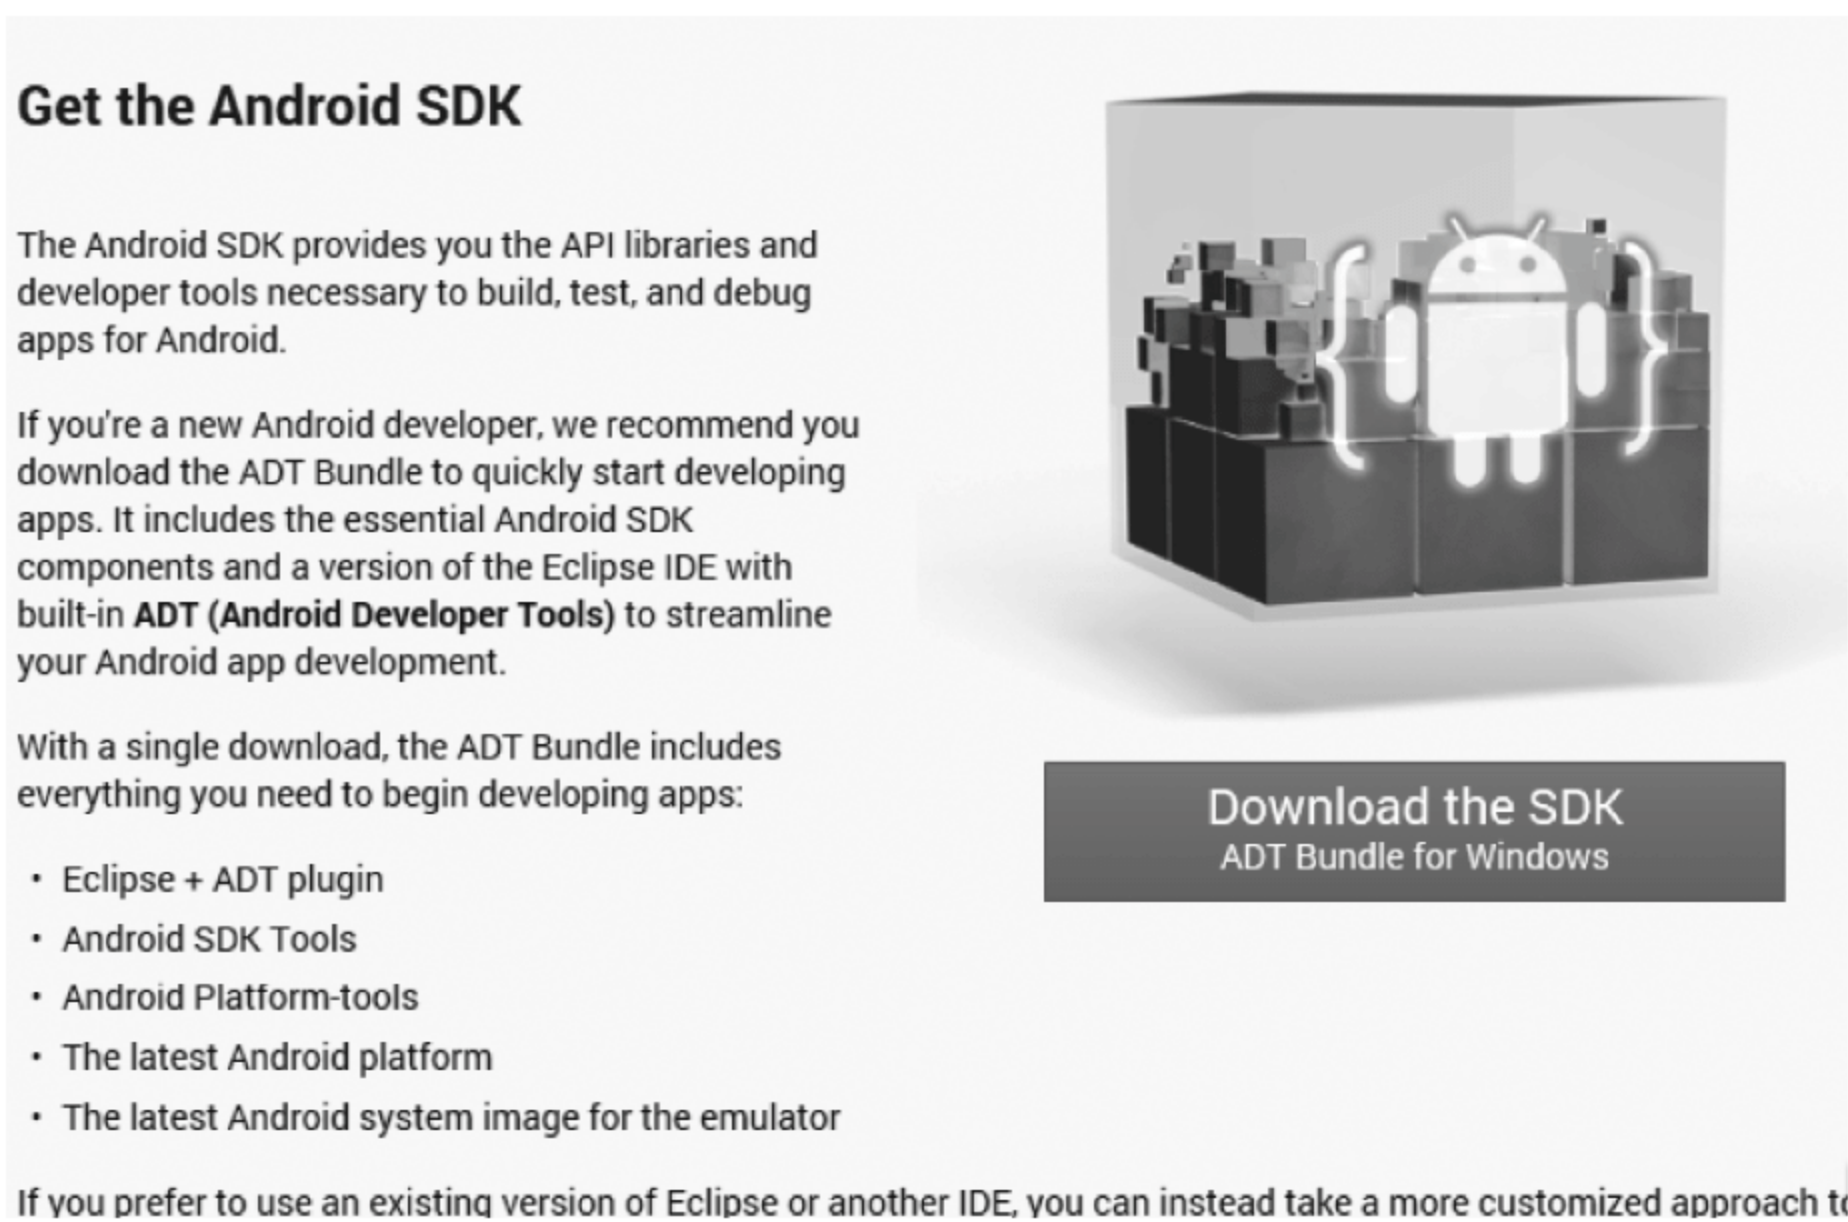 Get the Android SDK
The Android SDK provides you the API libraries and
developer tools necessary to build, test, and debug
apps for Android.
If you're a new Android developer, we recommend you
download the ADT Bundle to quickly start developing
apps. It includes the essential Android SDK
components and a version of the Eclipse IDE with
built-in ADT (Android Developer Tools) to streamline
your Android app development.
With a single download, the ADT Bundle includes
everything you need to begin developing apps:
• Eclipse + ADT plugin
• Android SDK Tools
• Android Platform-tools
• The latest Android platform
• The latest Android system image for the emulator
Download the SDK
ADT Bundle for Windows
If you prefer to use an existing version of Eclipse or another IDE, you can instead take a more customized approach to